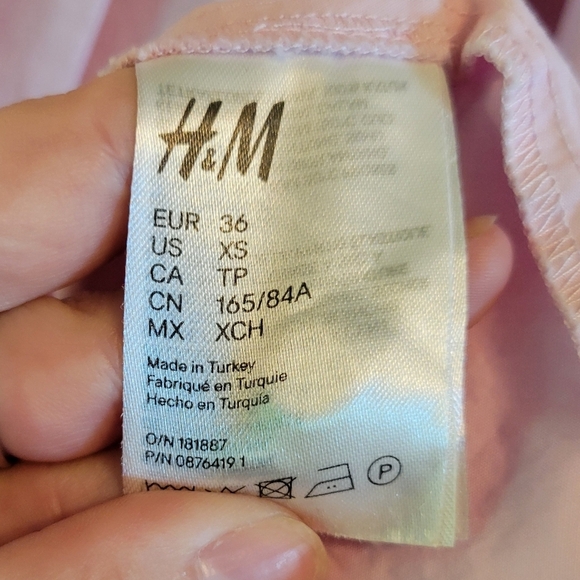 H&M
EUR 36
US XS
CA TP
CN 165/84A
MX XCH
Made in Turkey
Fabriqué en Turquie
Hecho en Turquia
O/N 181887
P/N 0876419 1
P